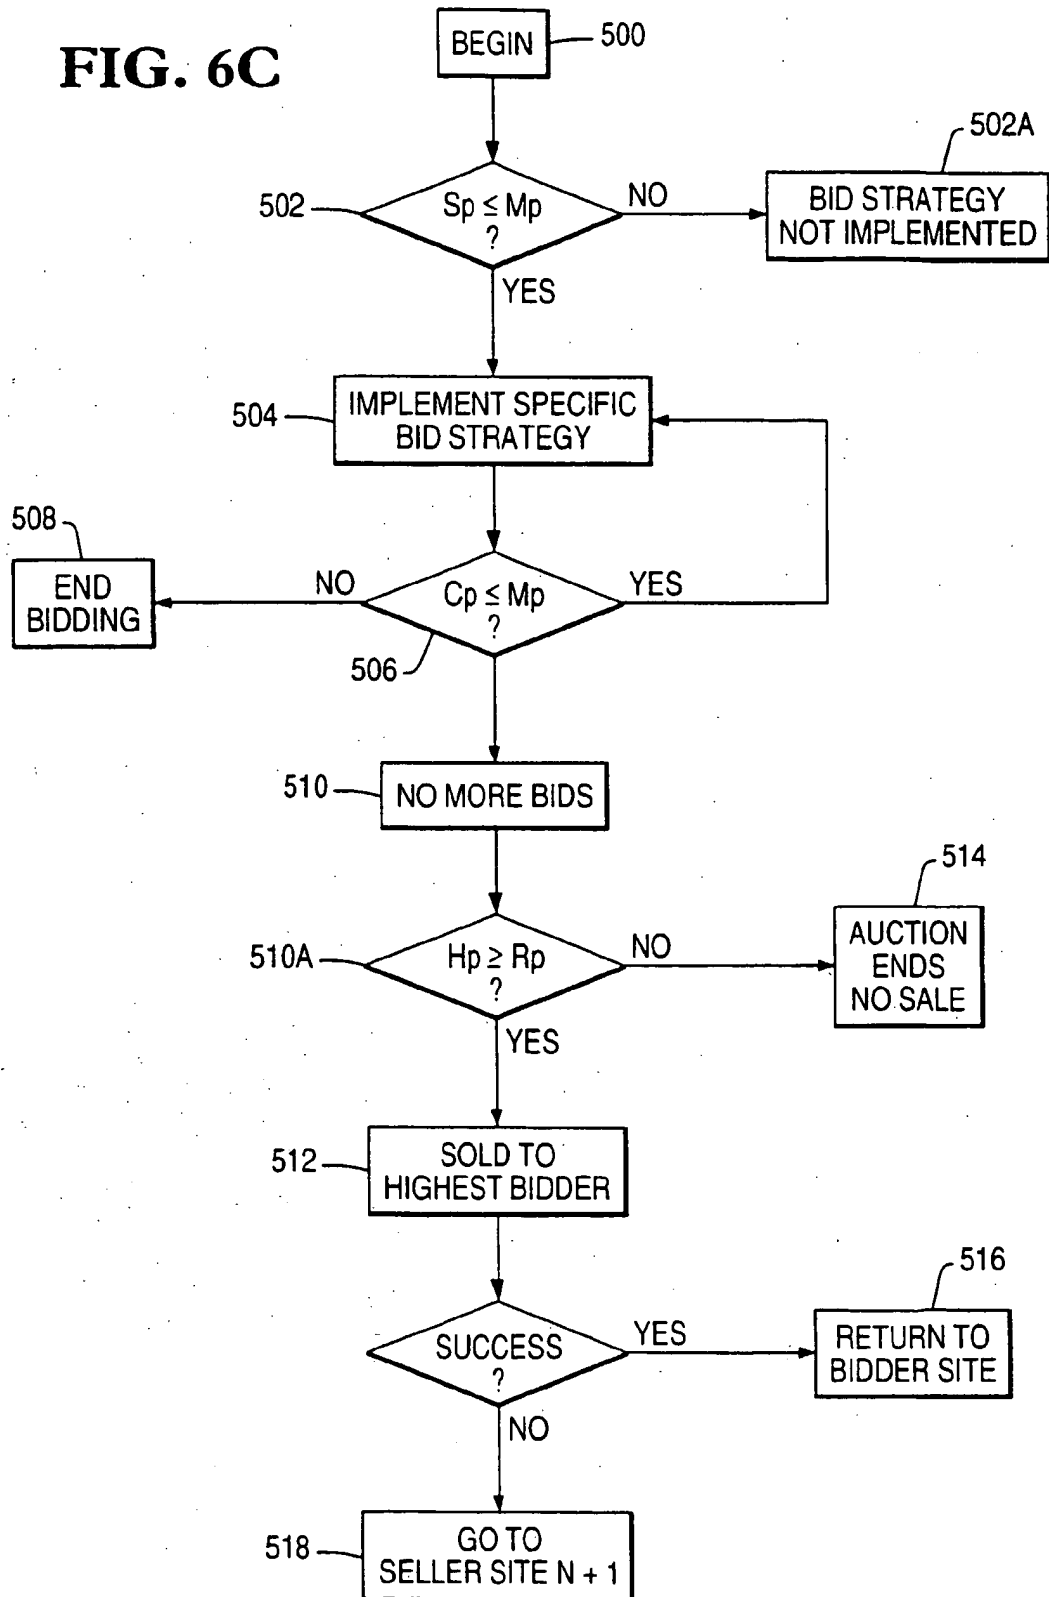 FIG. 6C
BEGIN
500
502A
502
Sp ≤ Mp
?
NO
BID STRATEGY
NOT IMPLEMENTED
YES
504
IMPLEMENT SPECIFIC
BID STRATEGY
508
END
BIDDING
NO
Cp ≤ Mp
?
YES
506
510
NO MORE BIDS
514
510A
Hp ≥ Rp
?
NO
AUCTION
ENDS
NO SALE
YES
512
SOLD TO
HIGHEST BIDDER
516
SUCCESS
?
YES
RETURN TO
BIDDER SITE
NO
518
GO TO
SELLER SITE N + 1